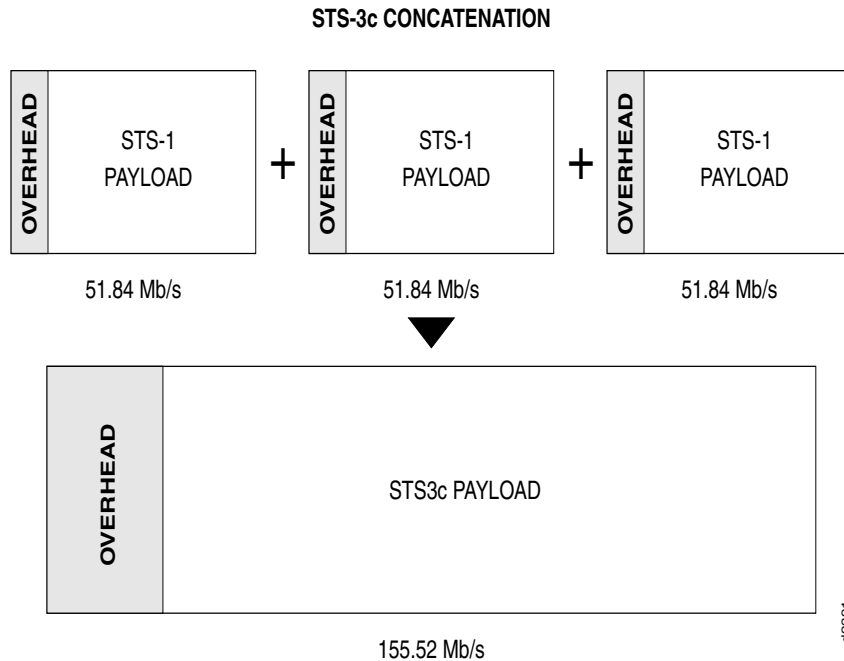 STS-3c CONCATENATION
OVERHEAD
STS-1
PAYLOAD
+
OVERHEAD
STS-1
PAYLOAD
+
OVERHEAD
STS-1
PAYLOAD
51.84 Mb/s
51.84 Mb/s
51.84 Mb/s
OVERHEAD
STS3c PAYLOAD
155.52 Mb/s